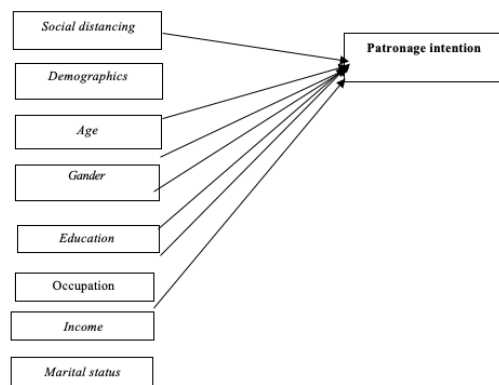 Social distancing
Patronage intention
Demographics
Age
Gander
Education
Occupation
Income
Marital status